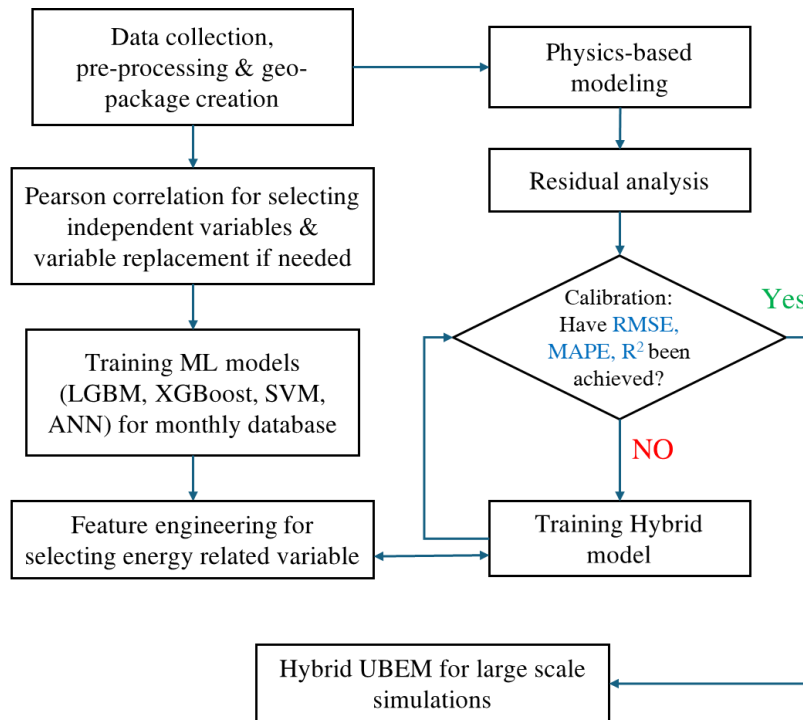 Data collection,
pre-processing & geo-
package creation
Physics-based
modeling
Pearson correlation for selecting
independent variables &
variable replacement if needed
Residual analysis
Training ML models
(LGBM, XGBoost, SVM,
ANN) for monthly database
Calibration:
Have RMSE,
MAPE, R² been
achieved?
Yes
NO
Feature engineering for
selecting energy related variable
Training Hybrid
model
Hybrid UBEM for large scale
simulations